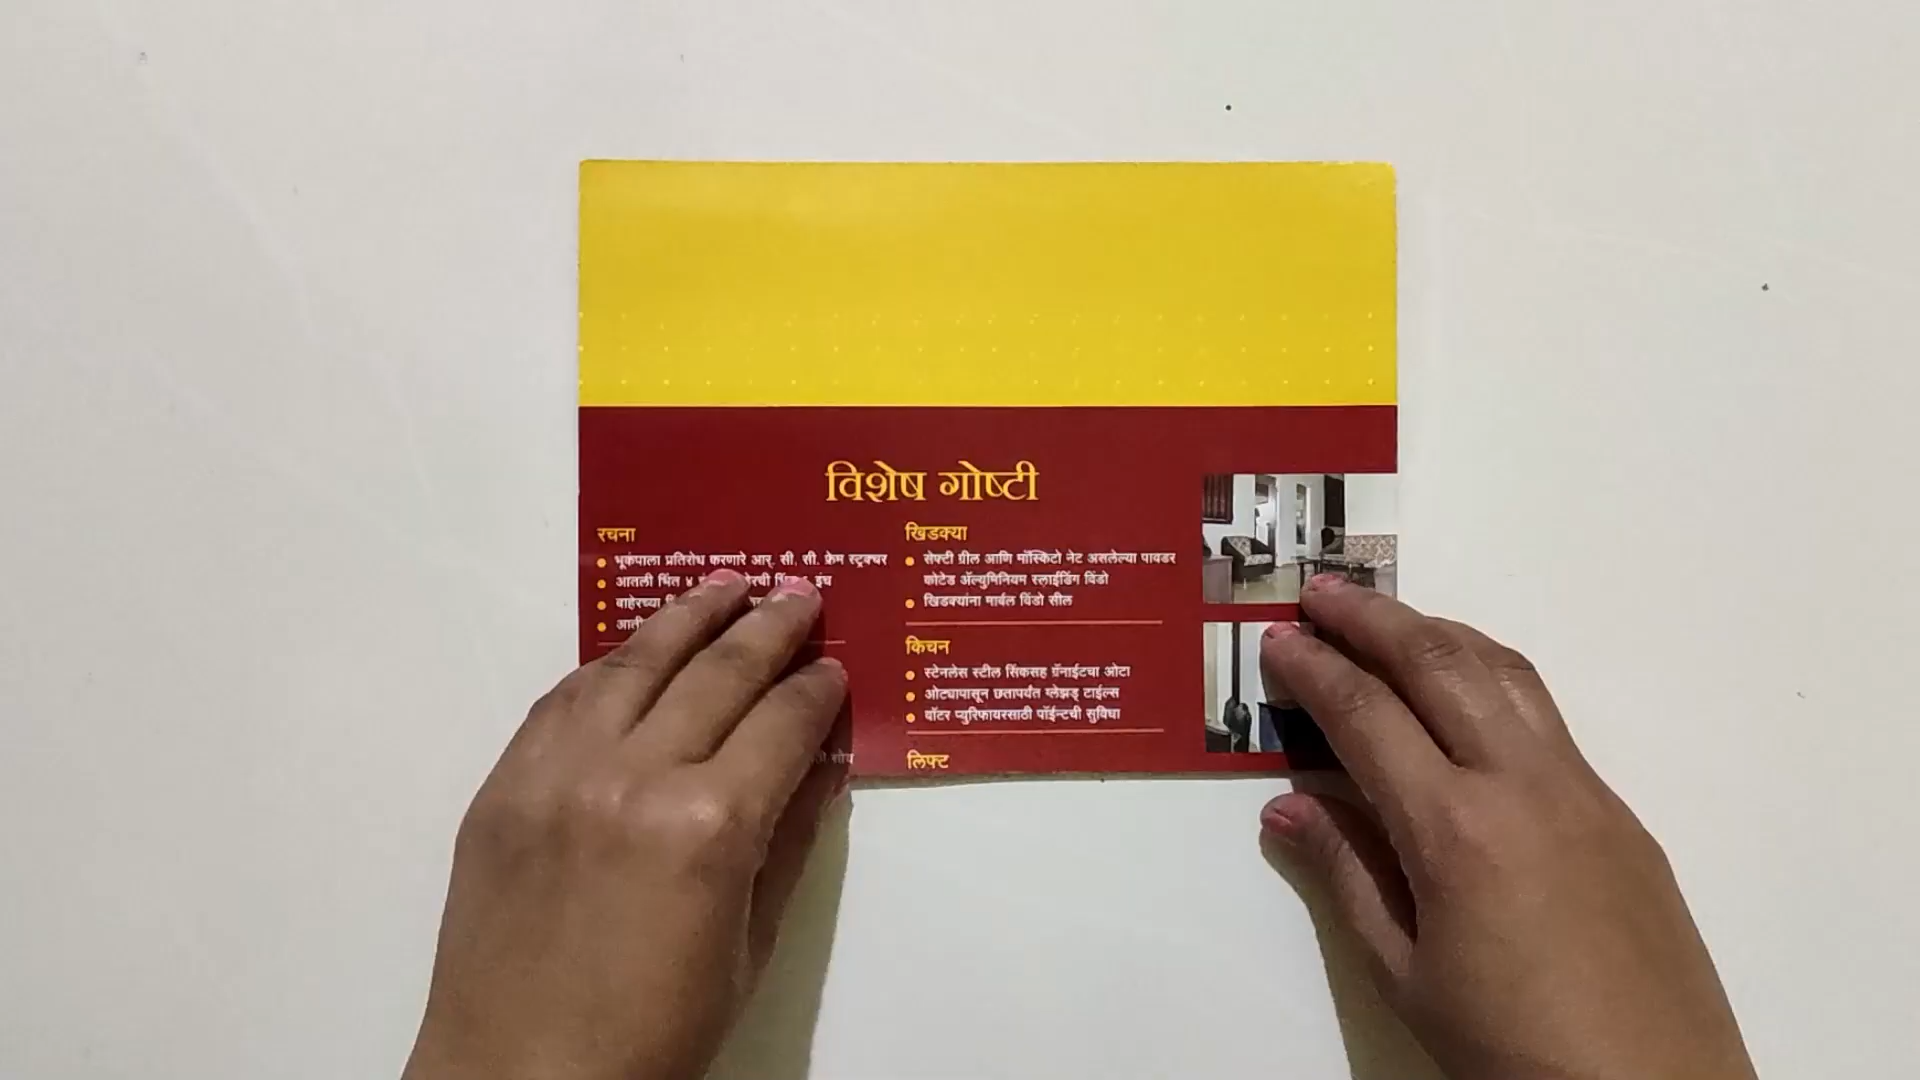 विशेष गोष्टी
रचना
भूकंपाला प्रतिरोध करणारे आर्. सी. सी. फ्रेम स्ट्रक्चर
आतली भिंत ४ इंच
बाहेरच्या
खिडक्या
सेफ्टी ग्रील आणि मॉस्किटो नेट असलेल्या पावडर
कोटेड ॲल्युमिनियम स्लाईडिंग विंडो
खिडक्यांना मार्बल विंडो सील
किचन
स्टेनलेस स्टील सिंकसह ग्रॅनाईटचा ओटा
ओट्यापासून छतापर्यंत ग्लेझड् टाईल्स
वॉटर प्युरिफायरसाठी पॉईन्टची सुविधा
सोय
लिफ्ट